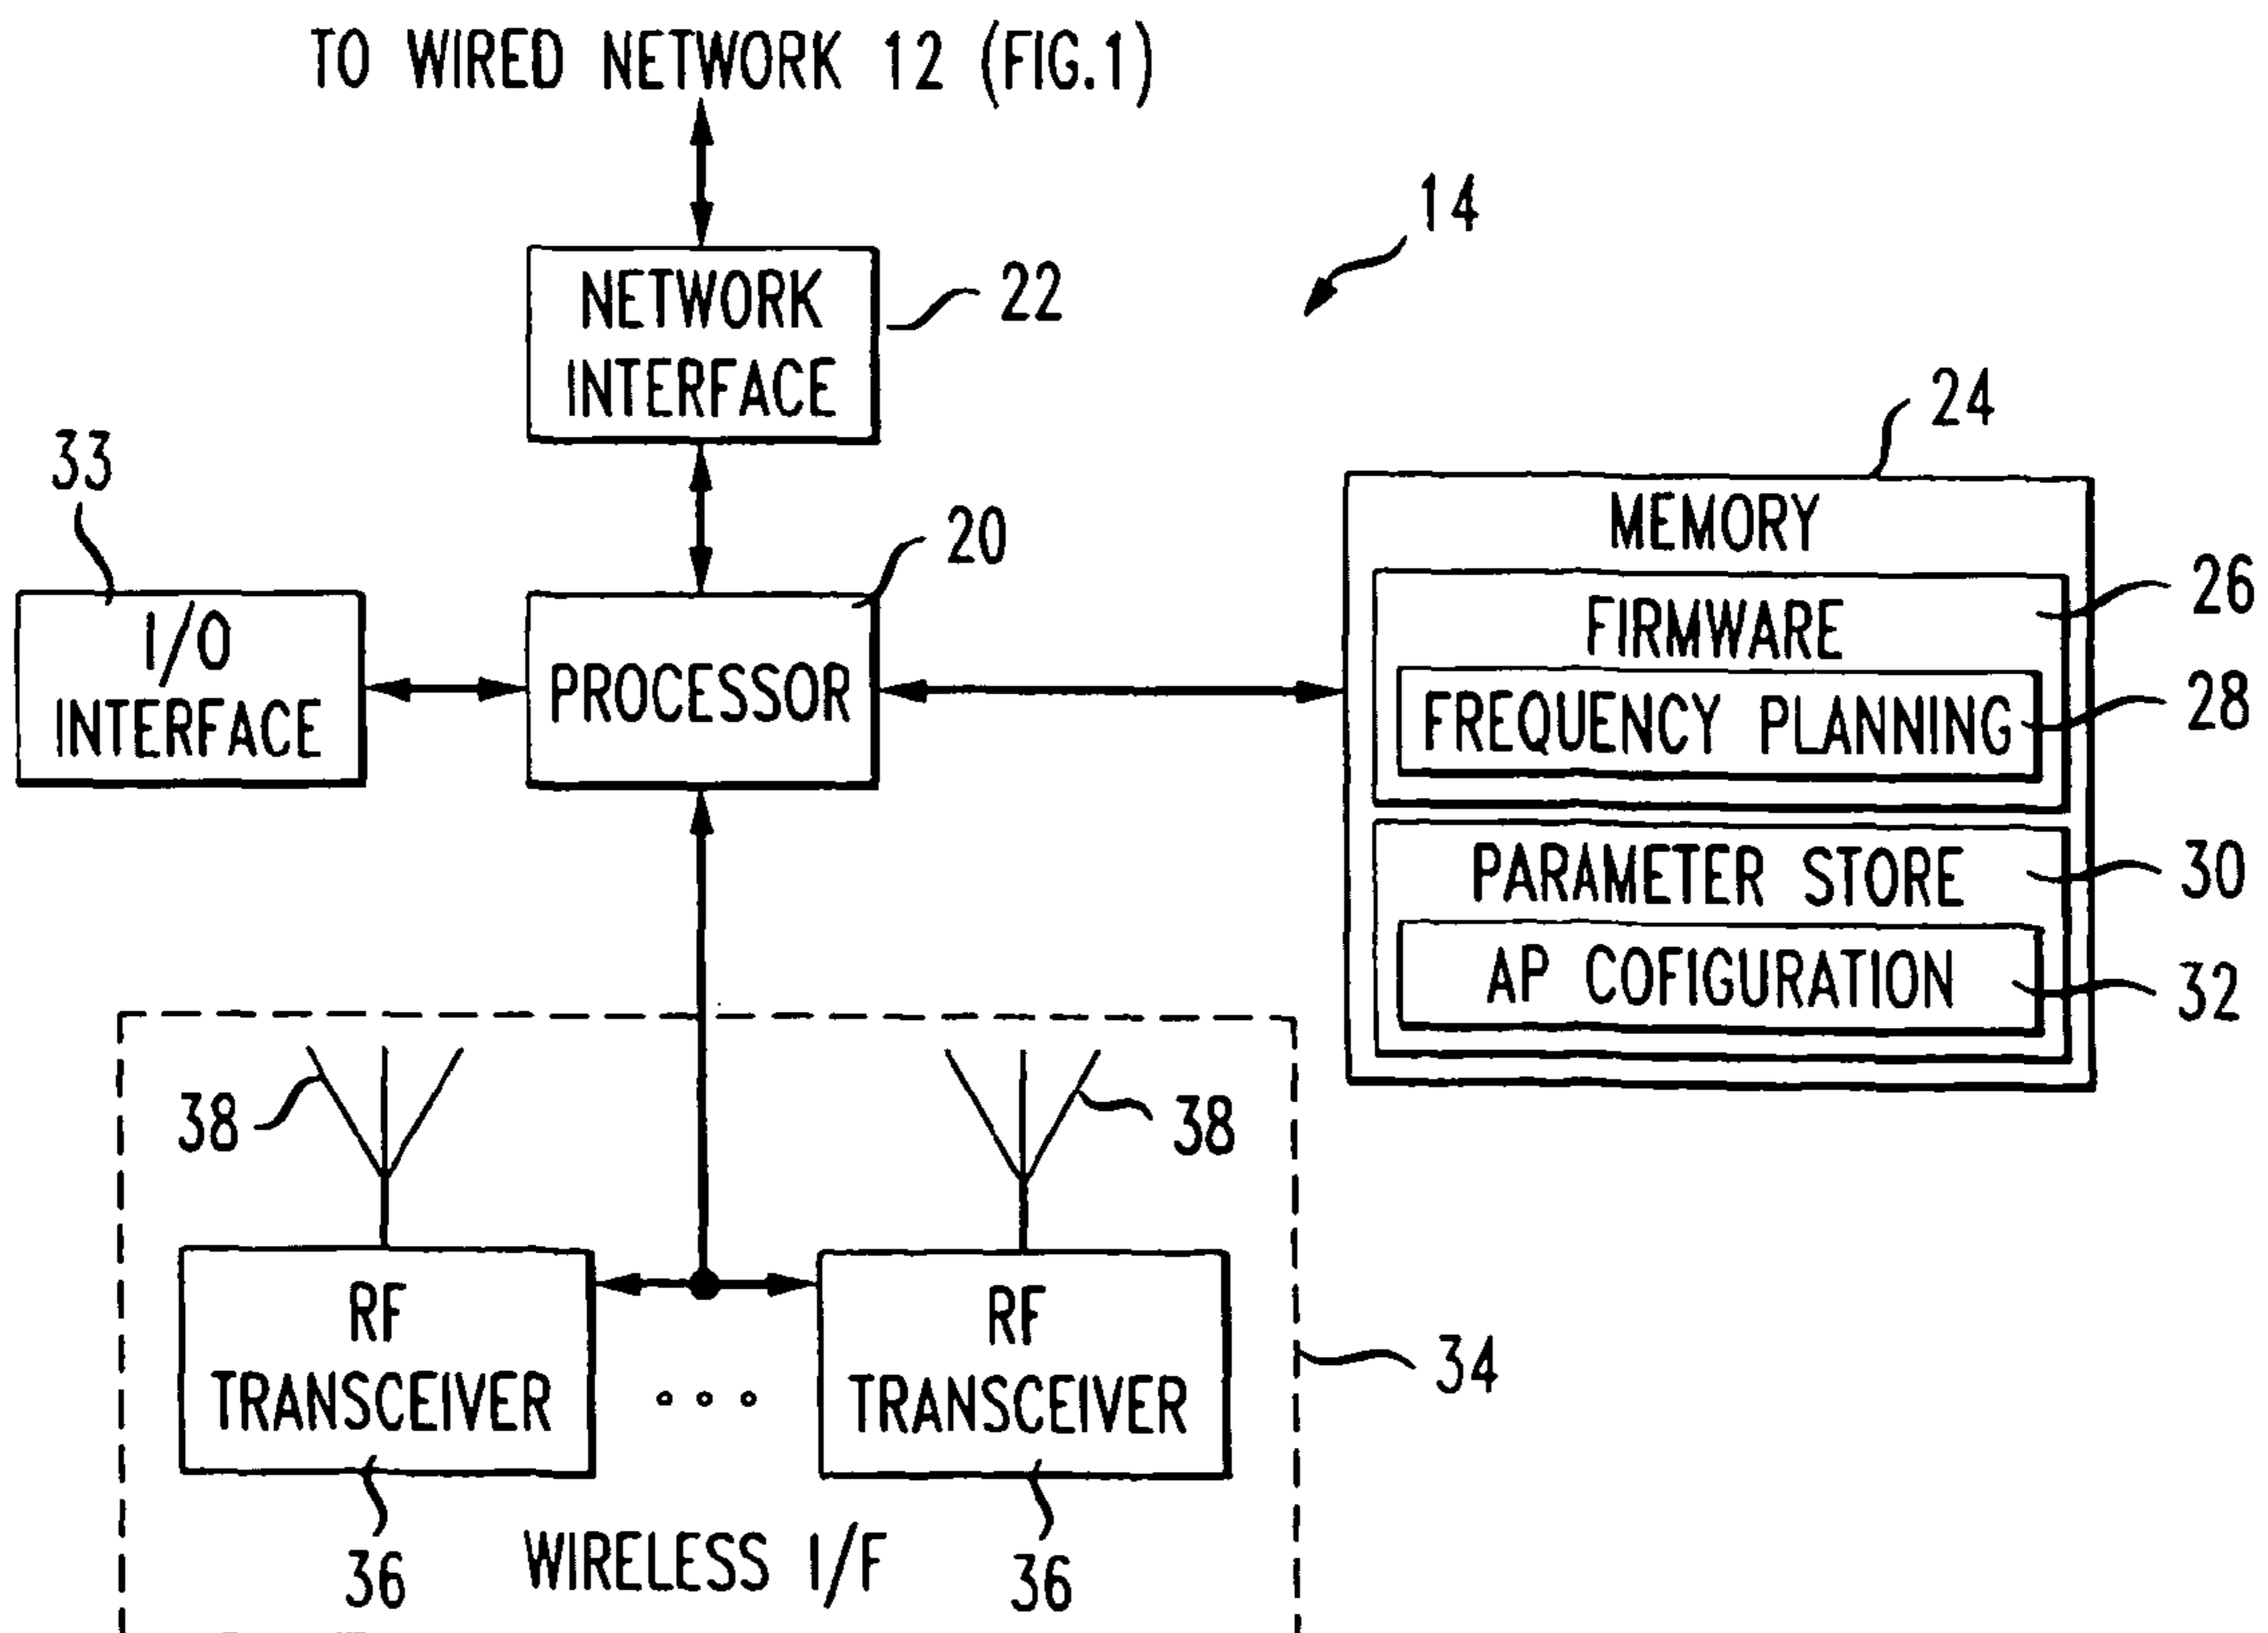 TO WIRED NETWORK 12 (FIG.1)
14
NETWORK
INTERFACE
22
24
33
MEMORY
20
26
I/O
INTERFACE
PROCESSOR
FIRMWARE
28
FREQUENCY PLANNING
PARAMETER STORE
30
AP COFIGURATION
32
38
38
RF
TRANSCEIVER
RF
TRANSCEIVER
34
36
WIRELESS I/F
36